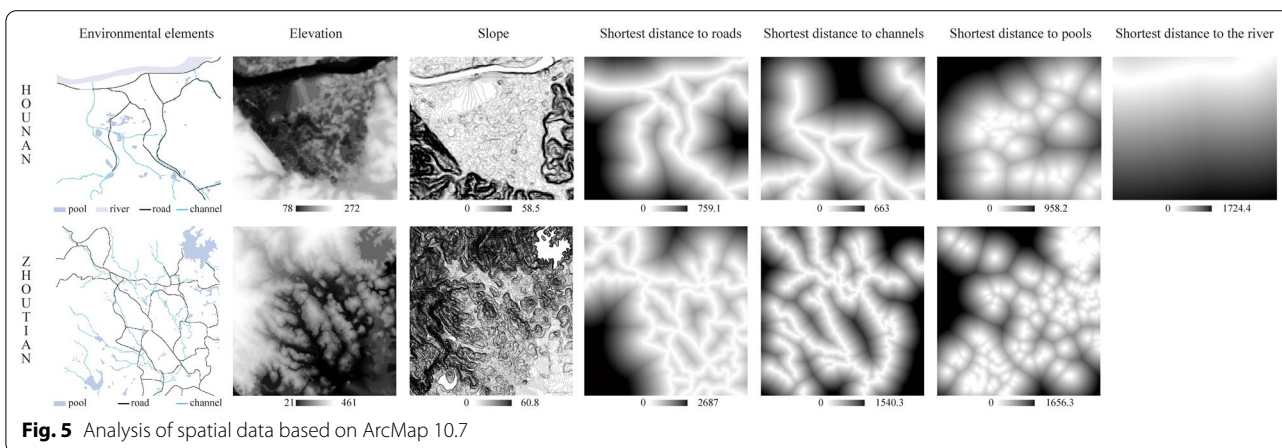 Environmental elements Elevation Slope Shortest distance to roads Shortest distance to channels Shortest distance to pools Shortest distance to the river
HOUNAN
pool river road channel 78 272 0 58.5 0 759.1 0 663 0 958.2 0 1724.4
ZHOUTIAN
pool road channel 21 461 0 60.8 0 2687 0 1540.3 0 1656.3
Fig. 5 Analysis of spatial data based on ArcMap 10.7